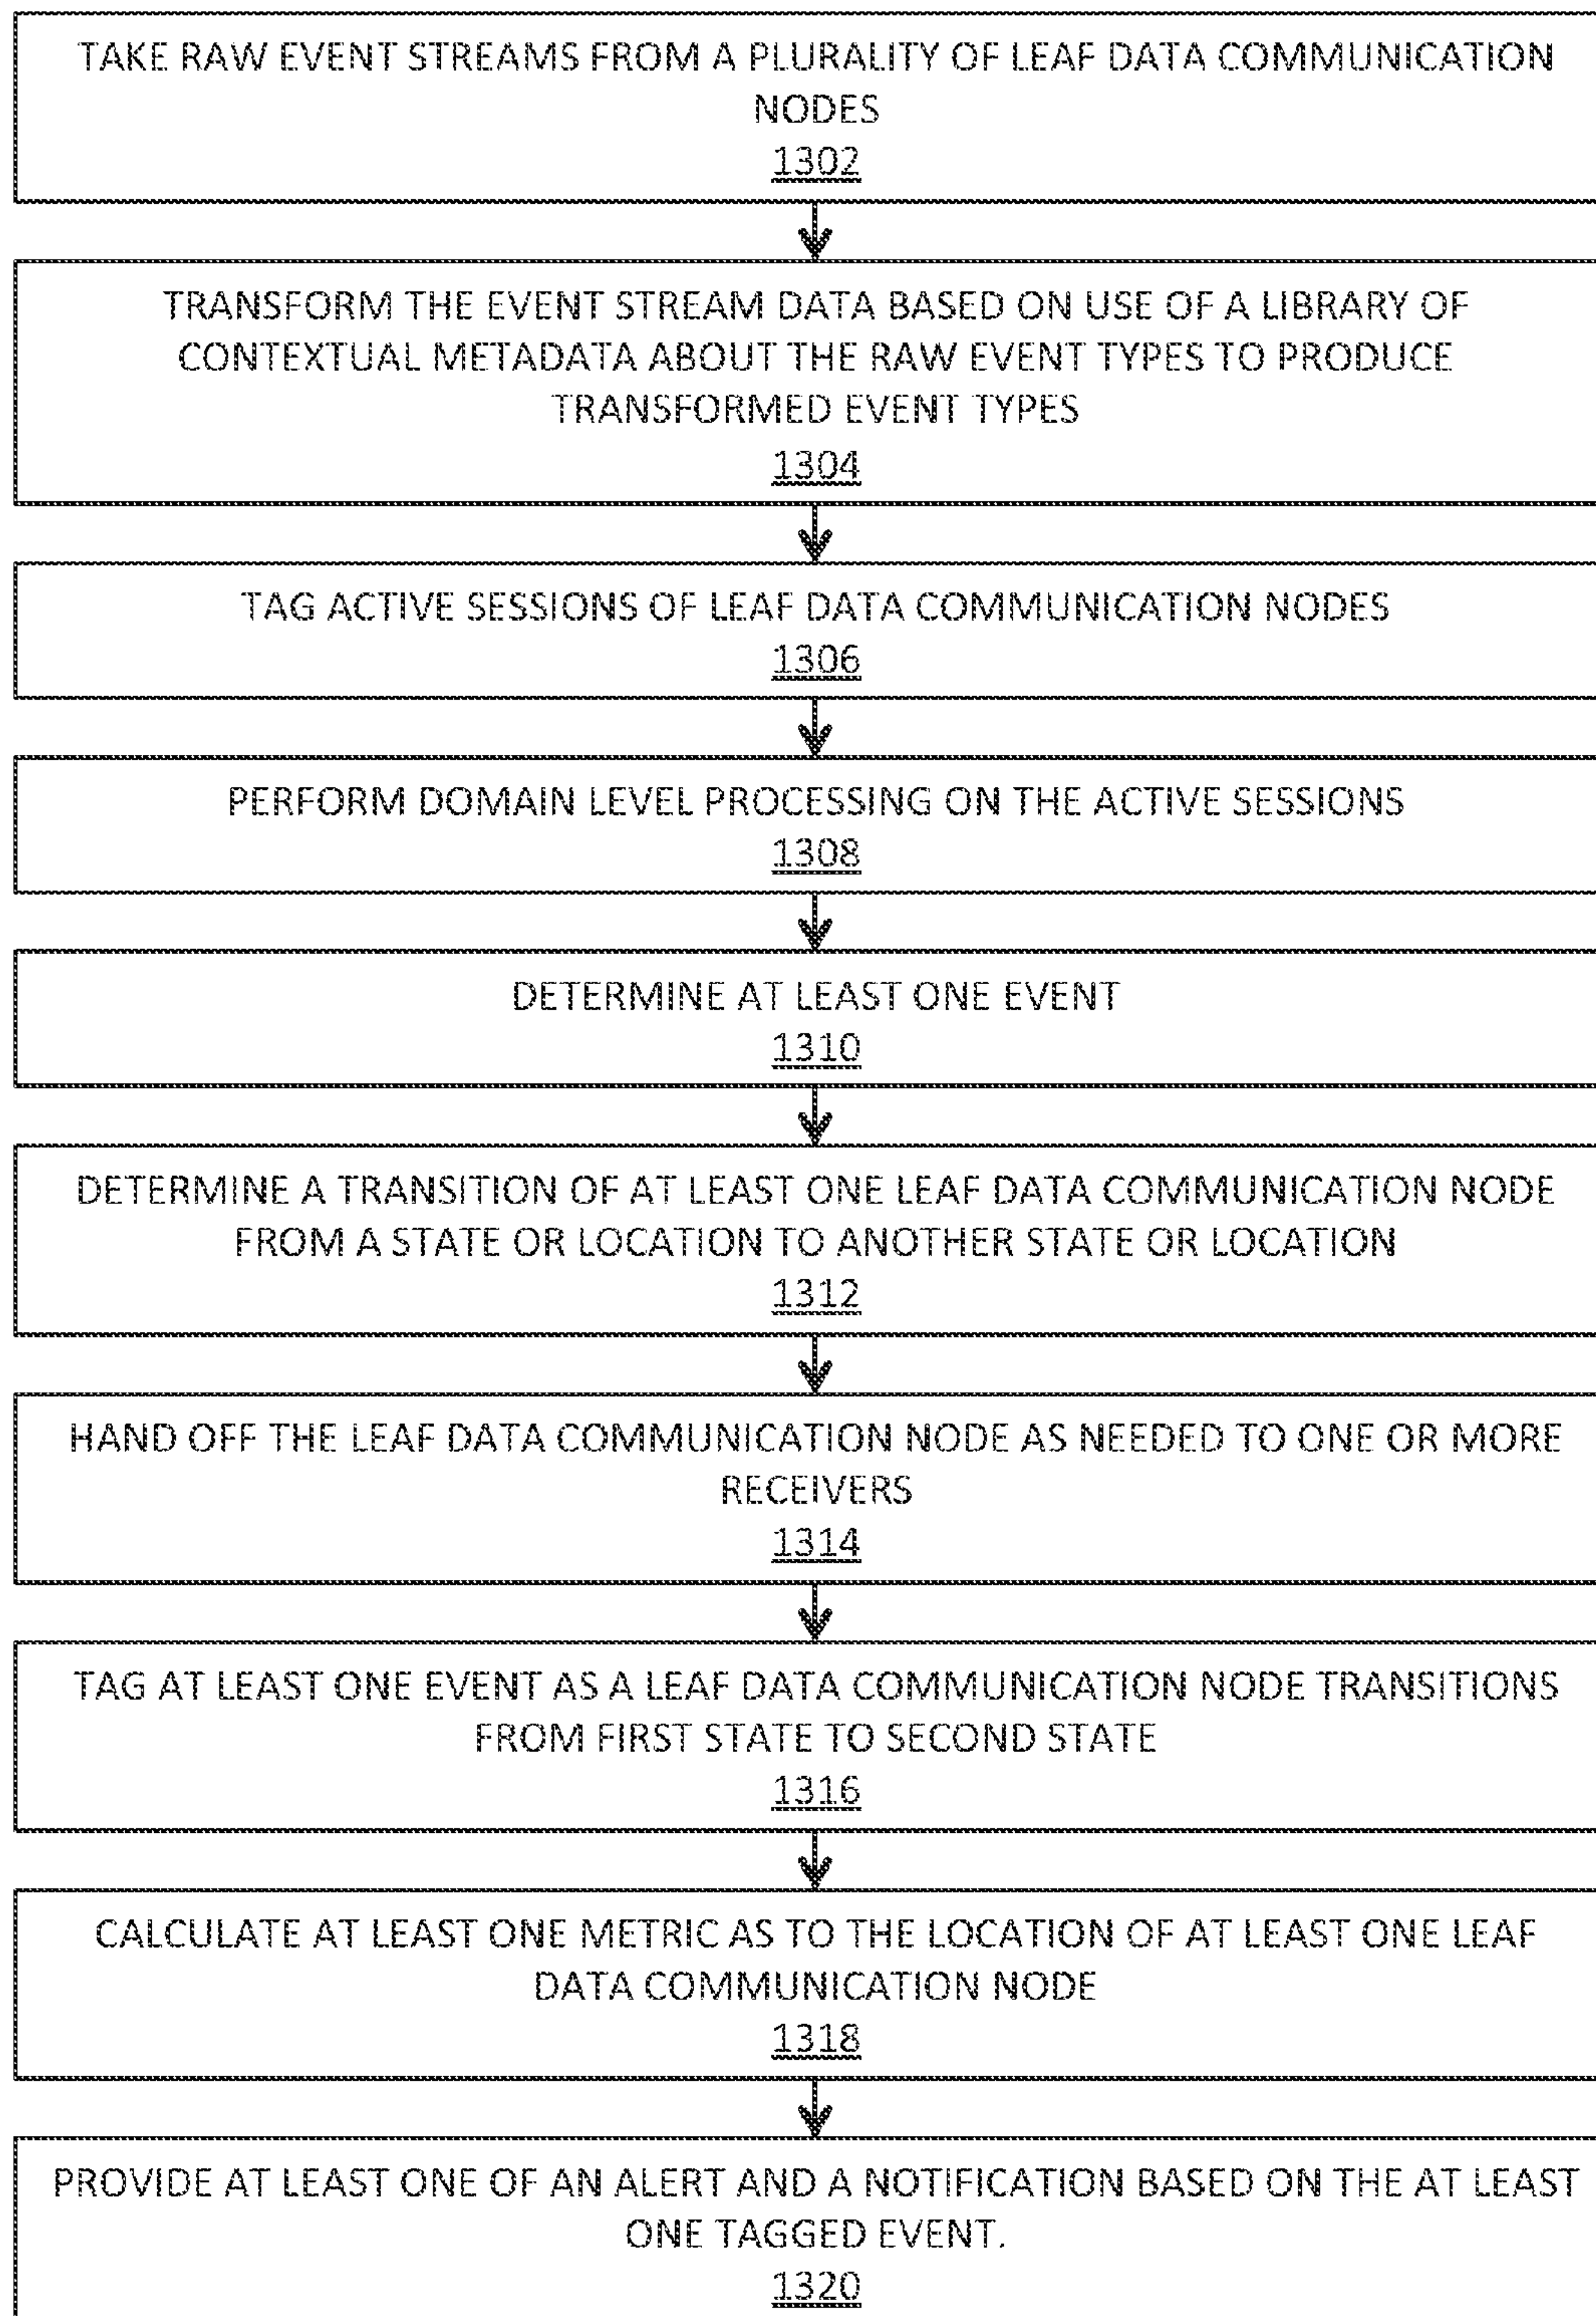 TAKE RAW EVENT STREAMS FROM A PLURALITY OF LEAF DATA COMMUNICATION
NODES
1302
TRANSFORM THE EVENT STREAM DATA BASED ON USE OF A LIBRARY OF
CONTEXTUAL METADATA ABOUT THE RAW EVENT TYPES TO PRODUCE
TRANSFORMED EVENT TYPES
1304
TAG ACTIVE SESSIONS OF LEAF DATA COMMUNICATION NODES
1306
PERFORM DOMAIN LEVEL PROCESSING ON THE ACTIVE SESSIONS
1308
DETERMINE AT LEAST ONE EVENT
1310
DETERMINE A TRANSITION OF AT LEAST ONE LEAF DATA COMMUNICATION NODE
FROM A STATE OR LOCATION TO ANOTHER STATE OR LOCATION
1312
HAND OFF THE LEAF DATA COMMUNICATION NODE AS NEEDED TO ONE OR MORE
RECEIVERS
1314
TAG AT LEAST ONE EVENT AS A LEAF DATA COMMUNICATION NODE TRANSITIONS
FROM FIRST STATE TO SECOND STATE
1316
CALCULATE AT LEAST ONE METRIC AS TO THE LOCATION OF AT LEAST ONE LEAF
DATA COMMUNICATION NODE
1318
PROVIDE AT LEAST ONE OF AN ALERT AND A NOTIFICATION BASED ON THE AT LEAST
ONE TAGGED EVENT.
1320